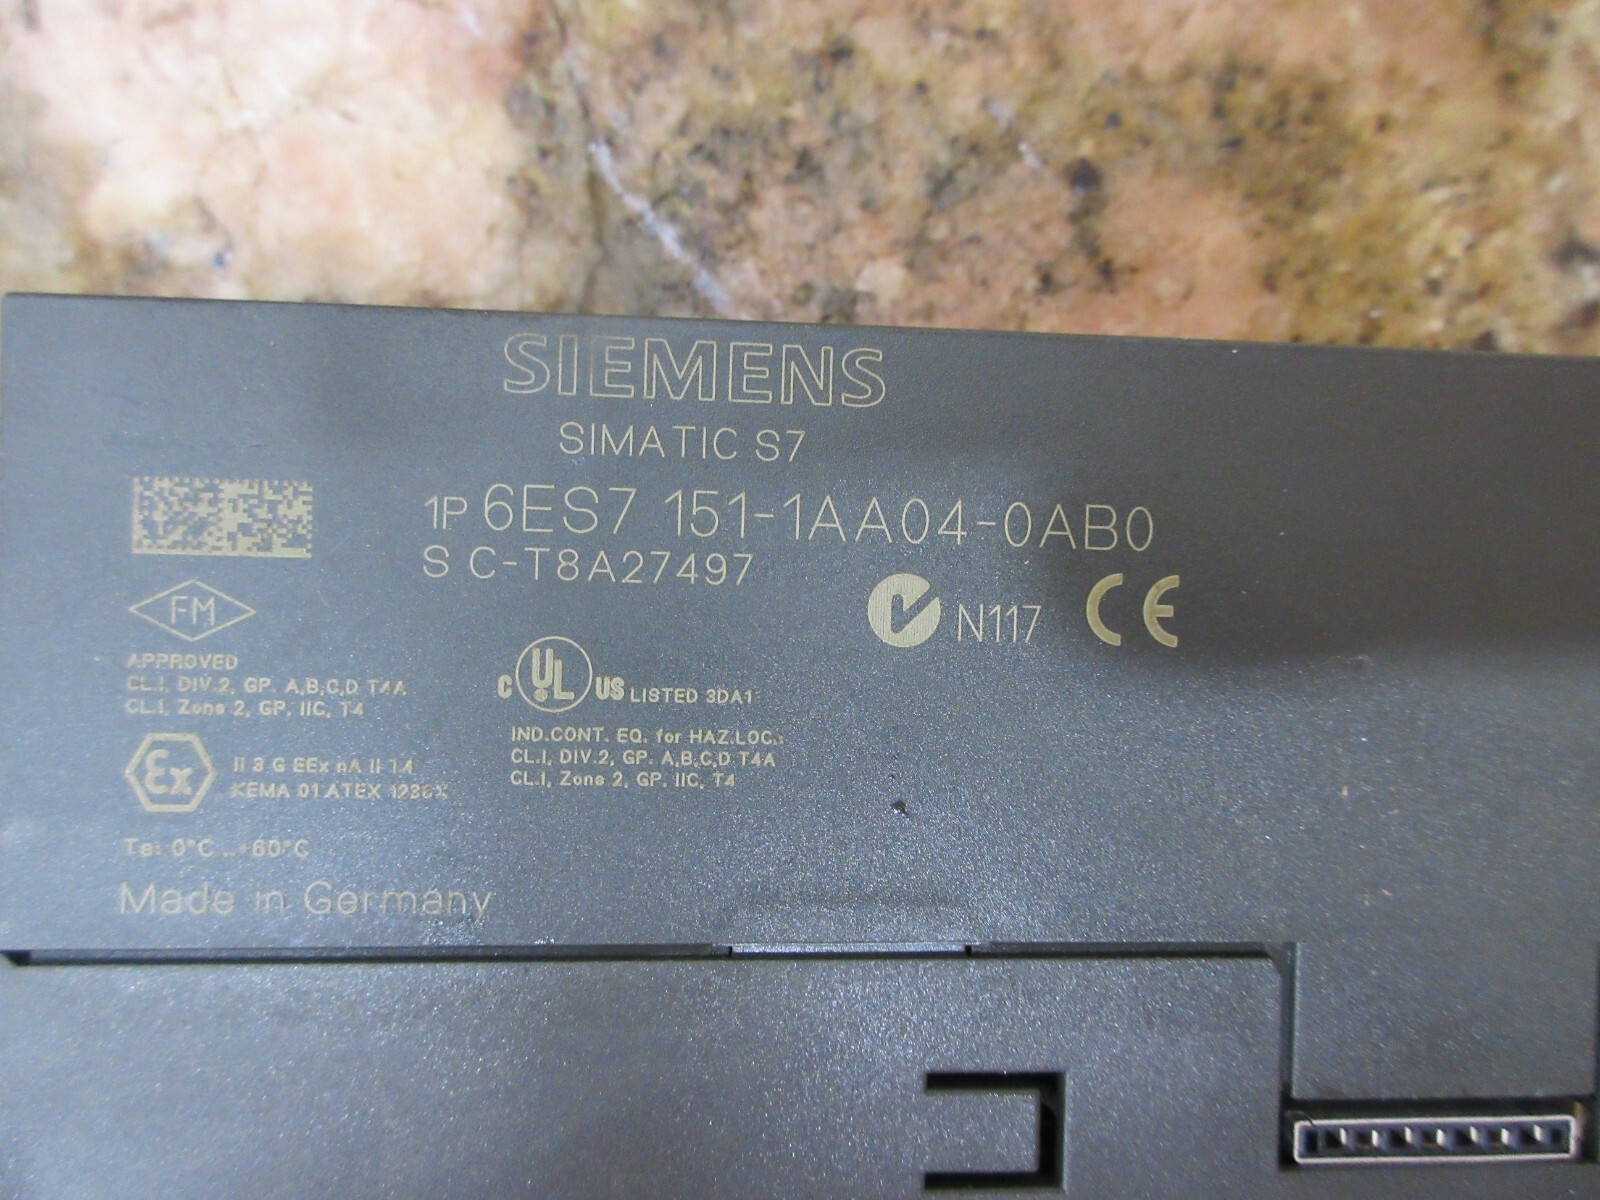 SIEMENS
SIMATIC S7
1P 6ES7 151-1AA04-0AB0
S C-T8A27497
FM
APPROVED
CL.I, DIV.2, GP. A,B,C,D T4A
CL.I, Zone 2, GP. IIC, T4
N117 CE
C UL US LISTED 3DA1
IND.CONT. EQ. for HAZ.LOC.:
CL.I, DIV.2, GP. A,B,C,D T4A
CL.I, Zone 2, GP. IIC, T4
Ex II 3 G EEx nA II T4
KEMA 01 ATEX
Ta: 0°C...+60°C
Made in Germany